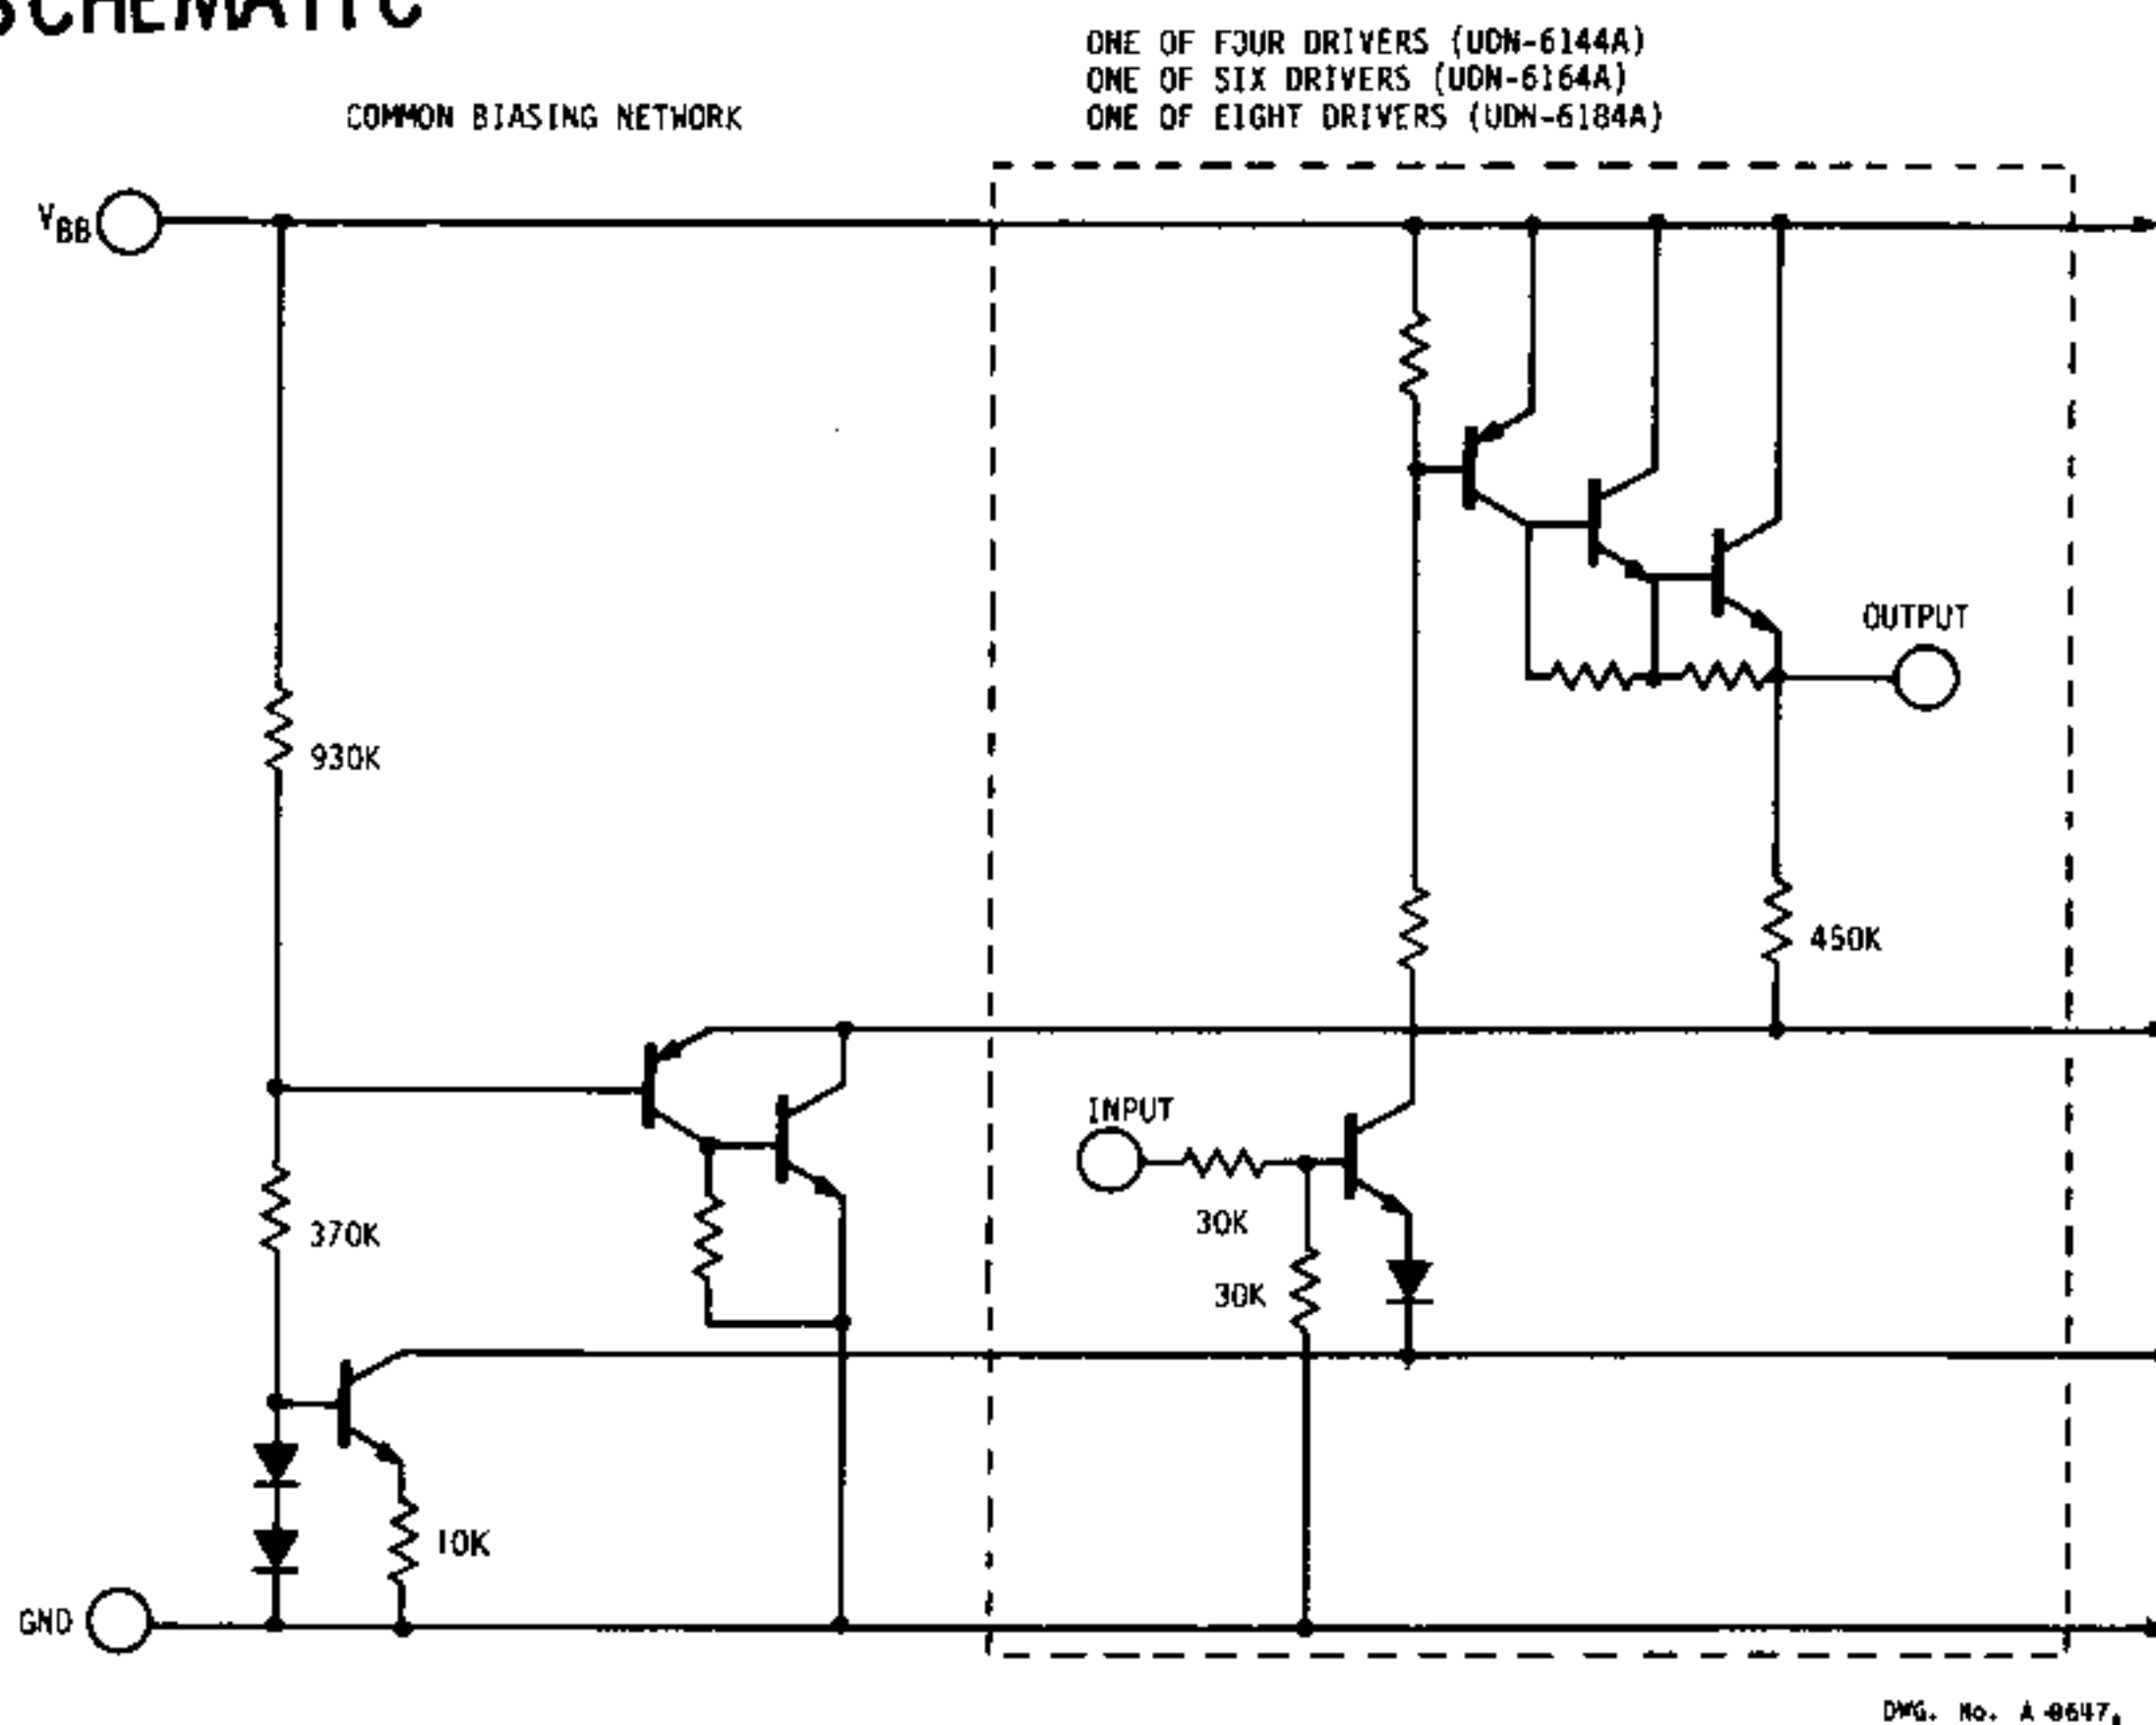 SCHEMATIC
ONE OF FOUR DRIVERS (UDN-6144A)
ONE OF SIX DRIVERS (UDN-6164A)
ONE OF EIGHT DRIVERS (UDN-6184A)
COMMON BIASING NETWORK
VBB
OUTPUT
930K
450K
INPUT
30K
370K
30K
10K
GND
DWG. No. A-8647.